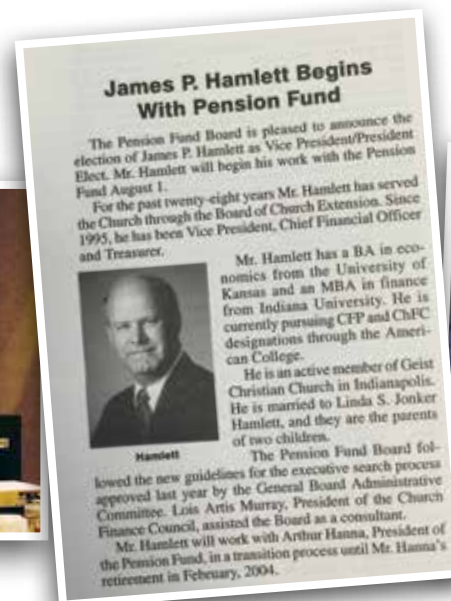 James P. Hamlett Begins
With Pension Fund
The Pension Fund Board is pleased to announce the
election of James P. Hamlett as Vice President/President
Elect. Mr. Hamlett will begin his work with the Pension
Fund August 1.
For the past twenty-eight years Mr. Hamlett has served
the Church through the Board of Church Extension. Since
1995, he has been Vice President, Chief Financial Officer
and Treasurer.
Mr. Hamlett has a BA in eco-
nomics from the University of
Kansas and an MBA in finance
from Indiana University. He is
currently pursuing CFP and ChFC
designations through the Ameri-
can College.
He is an active member of Geist
Christian Church in Indianapolis.
He is married to Linda S. Jonker
Hamlett, and they are the parents
of two children.
Hamlett
The Pension Fund Board fol-
lowed the new guidelines for the executive search process
approved last year by the General Board Administrative
Committee. Lois Artis Murray, President of the Church
Finance Council, assisted the Board as a consultant.
Mr. Hamlett will work with Arthur Hanna, President of
the Pension Fund, in a transition process until Mr. Hanna's
retirement in February, 2004.